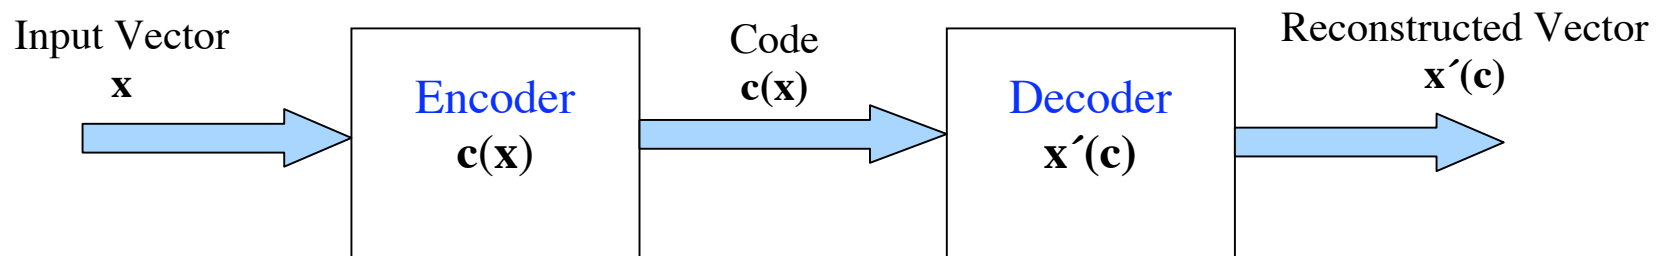 Input Vector
x
Encoder
c(x)
Code
c(x)
Decoder
x´(c)
Reconstructed Vector
x´(c)